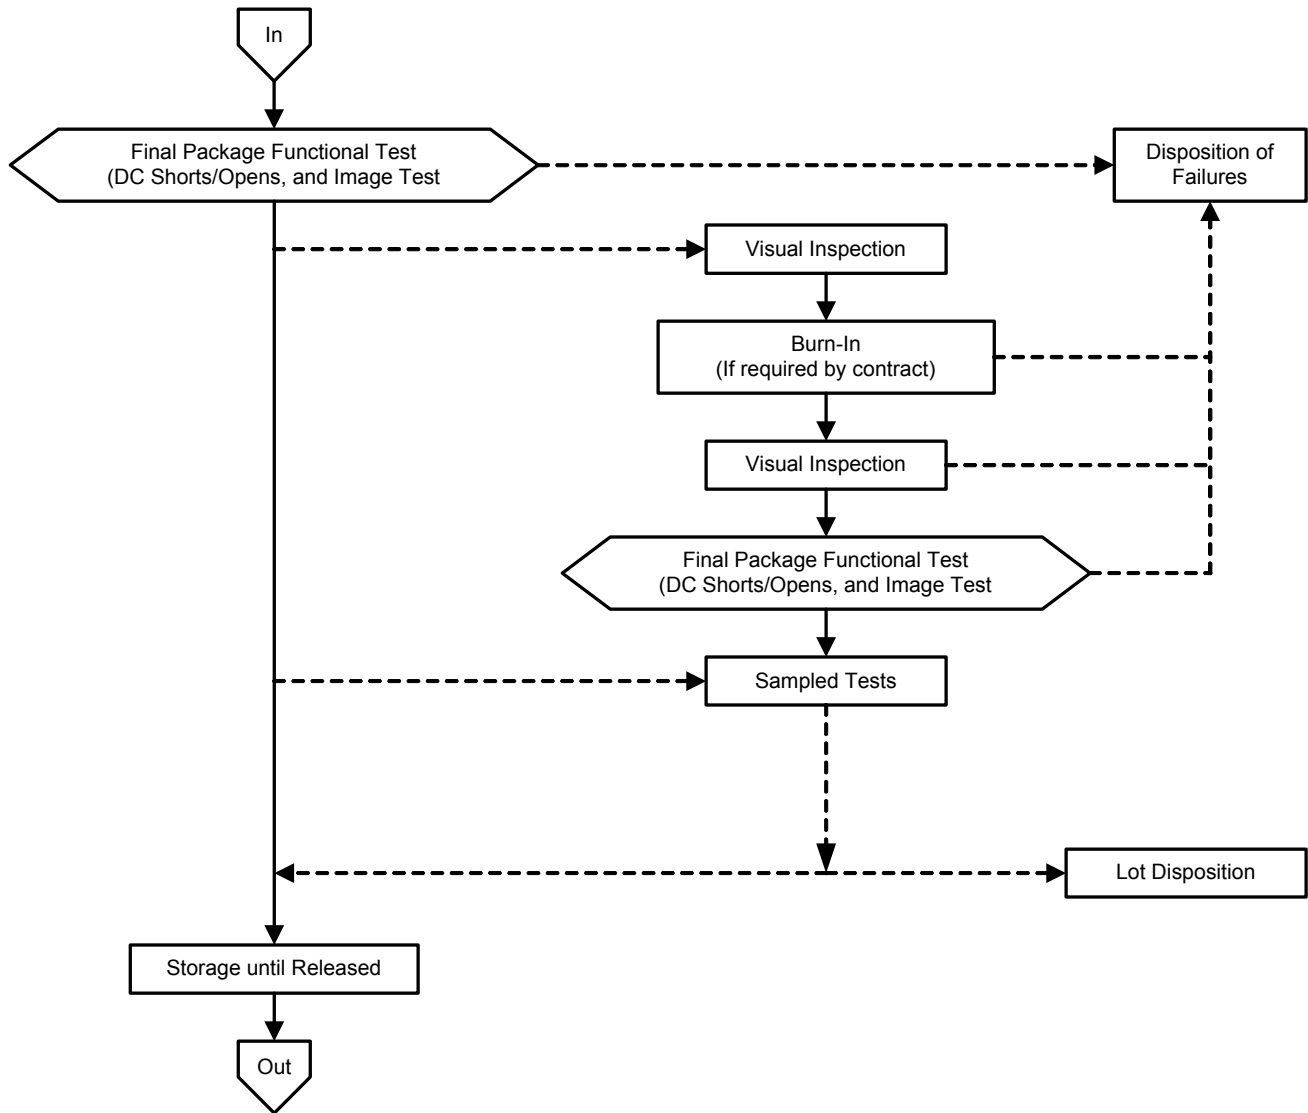 In
Final Package Functional Test
(DC Shorts/Opens, and Image Test
Disposition of
Failures
Visual Inspection
Burn-In
(If required by contract)
Visual Inspection
Final Package Functional Test
(DC Shorts/Opens, and Image Test
Sampled Tests
Lot Disposition
Storage until Released
Out